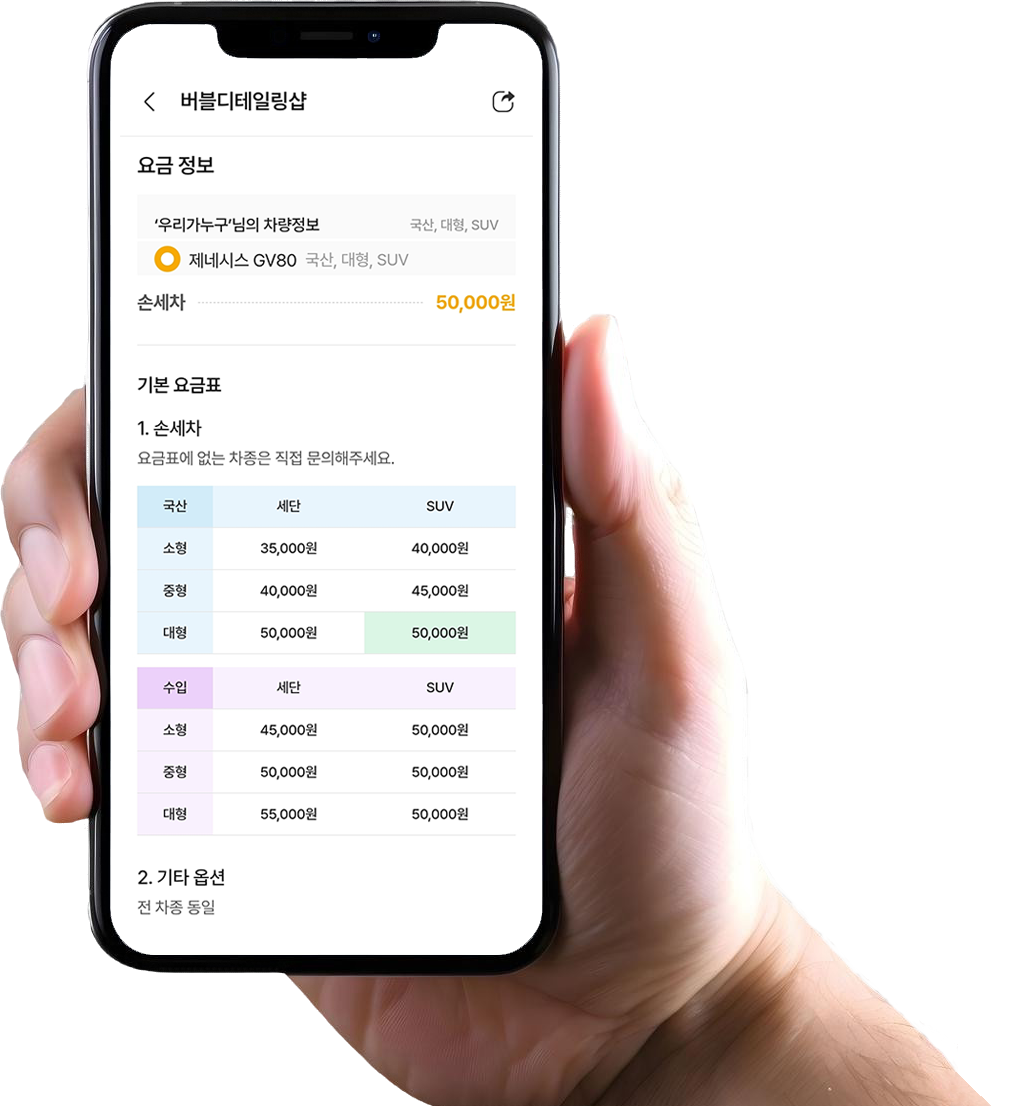 버블디테일링샵
요금 정보
‘우리가누구’님의 차량정보 국산, 대형, SUV
제네시스 GV80 국산, 대형, SUV
손세차 50,000원
기본 요금표
1. 손세차
요금표에 없는 차종은 직접 문의해주세요.
국산 세단 SUV
소형 35,000원 40,000원
중형 40,000원 45,000원
대형 50,000원 50,000원
수입 세단 SUV
소형 45,000원 50,000원
중형 50,000원 50,000원
대형 55,000원 50,000원
2. 기타 옵션
전 차종 동일